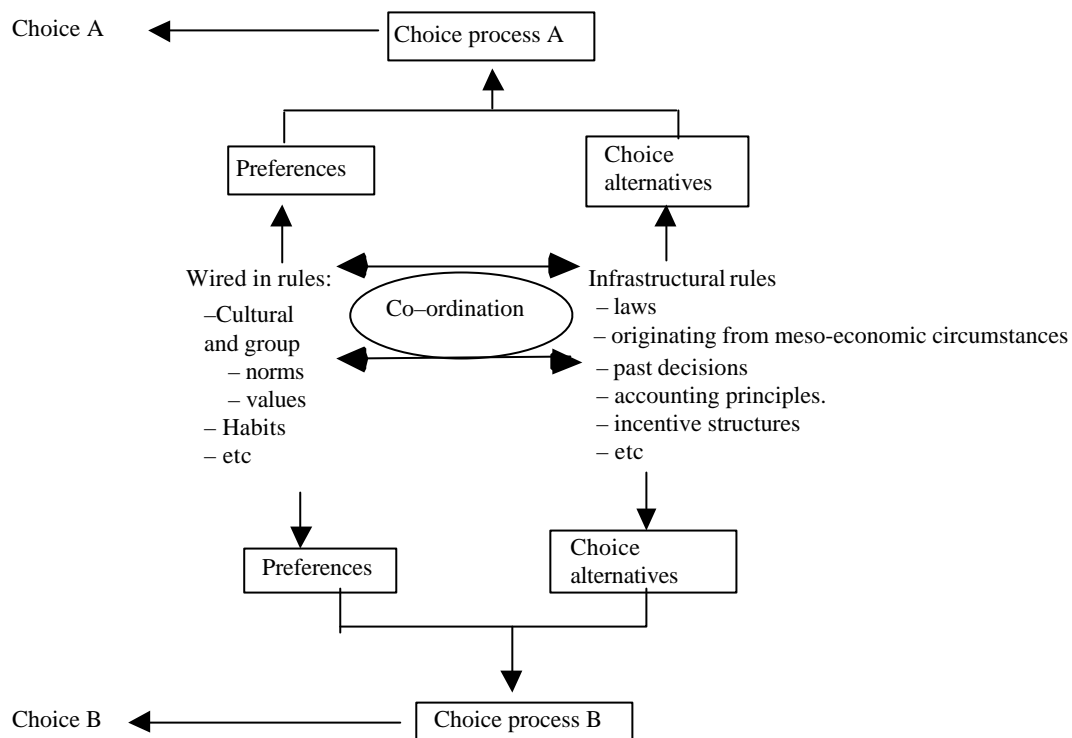 Choice A
Choice process A
Preferences
Choice
alternatives
Wired in rules:
–Cultural
and group
– norms
– values
– Habits
– etc
Co–ordination
Infrastructural rules
– laws
– originating from meso-economic circumstances
– past decisions
– accounting principles.
– incentive structures
– etc
Preferences
Choice
alternatives
Choice B
Choice process B